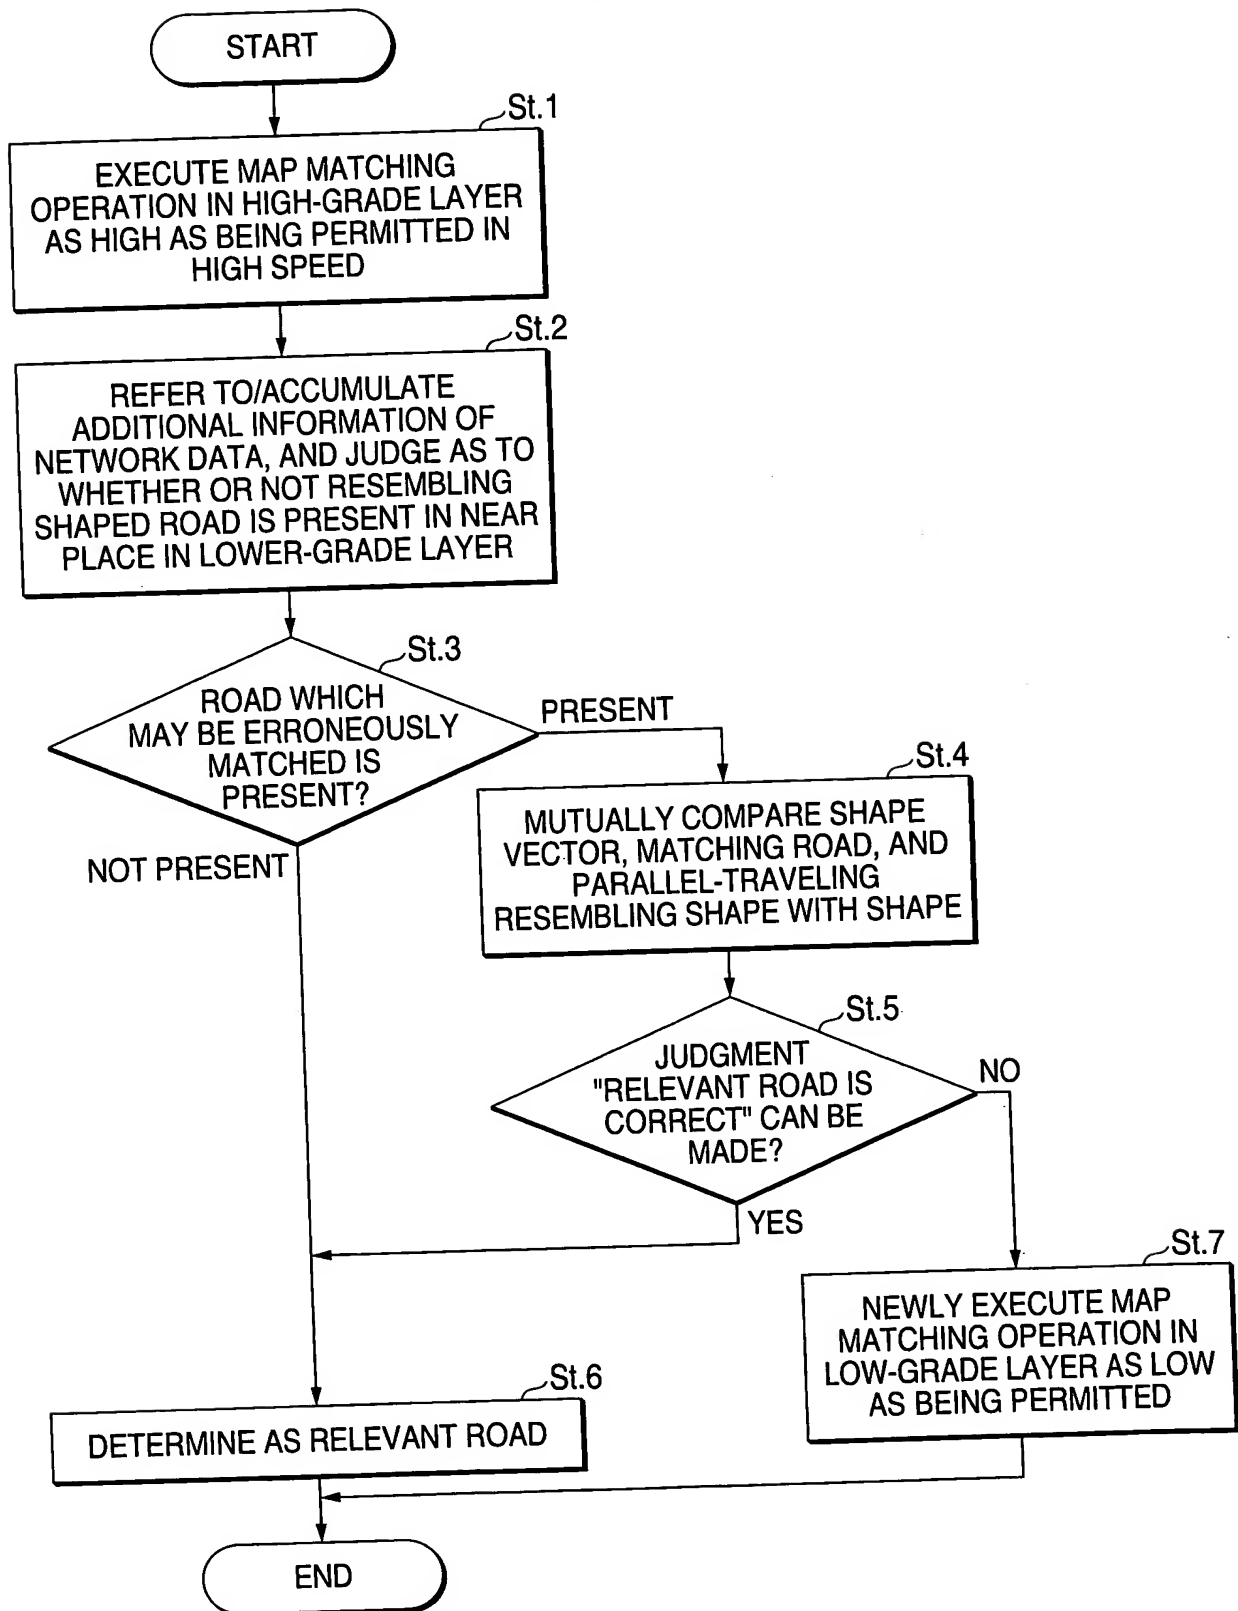 START
St.1
EXECUTE MAP MATCHING
OPERATION IN HIGH-GRADE LAYER
AS HIGH AS BEING PERMITTED IN
HIGH SPEED
St.2
REFER TO/ACCUMULATE
ADDITIONAL INFORMATION OF
NETWORK DATA, AND JUDGE AS TO
WHETHER OR NOT RESEMBLING
SHAPED ROAD IS PRESENT IN NEAR
PLACE IN LOWER-GRADE LAYER
St.3
ROAD WHICH
MAY BE ERRONEOUSLY
MATCHED IS
PRESENT?
PRESENT
NOT PRESENT
St.4
MUTUALLY COMPARE SHAPE
VECTOR, MATCHING ROAD, AND
PARALLEL-TRAVELING
RESEMBLING SHAPE WITH SHAPE
St.5
JUDGMENT
"RELEVANT ROAD IS
CORRECT" CAN BE
MADE?
NO
YES
St.7
NEWLY EXECUTE MAP
MATCHING OPERATION IN
LOW-GRADE LAYER AS LOW
AS BEING PERMITTED
St.6
DETERMINE AS RELEVANT ROAD
END